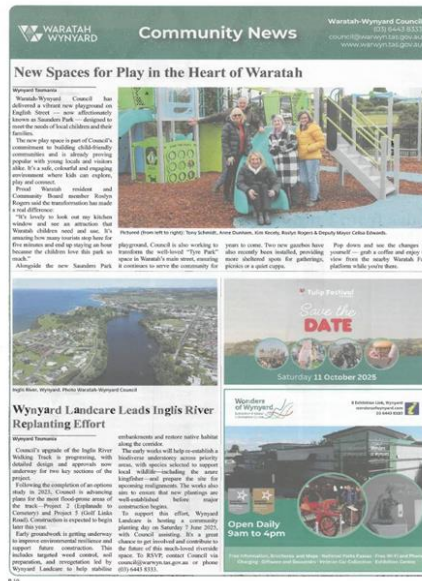 WARATAH
WYNYARD
Community News
Waratah-Wynyard Council
(03) 6443 8333
council@warwyn.tas.gov.au
www.warwyn.tas.gov.au
New Spaces for Play in the Heart of Waratah
Wynyard Tasmania
Waratah-Wynyard Council has
delivered a vibrant new playground on
English Street — now affectionately
known as Saunders Park — designed to
meet the needs of local children and their
families.
The new play space is part of Council's
commitment to building child-friendly
communities and is already proving
popular with young locals and visitors
alike. It's a safe, colourful and engaging
environment where kids can explore,
play and connect.
Proud Waratah resident and
Community Board member Roslyn
Rogers said the transformation has made
a real difference:
"It's lovely to look out my kitchen
window and see an attraction that
Waratah children need and use. It's
amazing how many tourists stop here for
five minutes and end up staying an hour
because the children love this park so
much."
Alongside the new Saunders Park
Pictured (from left to right): Tony Schmidt, Anne Dunham, Kim Kecely, Roslyn Rogers & Deputy Mayor Celisa Edwards.
playground, Council is also working to
transform the well-loved "Tyre Park"
space in Waratah's main street, ensuring
it continues to serve the community for
years to come. Two new gazebos have
also recently been installed, providing
more sheltered spots for gatherings,
picnics or a quiet cuppa.
Pop down and see the changes
yourself — grab a coffee and enjoy
view from the nearby Waratah
platform while you're there.
Inglis River, Wynyard. Photo Waratah-Wynyard Council
Wynyard Landcare Leads Inglis River
Replanting Effort
Wynyard Tasmania
Council's upgrade of the Inglis River
Walking Track is progressing, with
detailed design and approvals now
underway for two key sections of the
project.
Following the completion of an options
study in 2023, Council is advancing
plans for the most flood-prone areas of
the track—Project 2 (Esplanade to
Cemetery) and Project 5 (Golf Links
Road). Construction is expected to begin
later this year.
Early groundwork is getting underway
to improve environmental resilience and
support future construction. This
includes targeted weed control, soil
preparation, and revegetation led by
Wynyard Landcare to help stabilise
embankments and restore native habitat
along the corridor.
The early works will help re-establish a
biodiverse understorey across priority
areas, with species selected to support
local wildlife—including the azure
kingfisher—and prepare the site for
upcoming realignments. The works also
aim to ensure that new plantings are
well-established before major
construction begins.
To support this effort, Wynyard
Landcare is hosting a community
planting day on Saturday 7 June 2025,
with Council assisting. It's a great
chance to get involved and contribute to
the future of this much-loved riverside
space. To RSVP, contact Council via
council@warwyn.tas.gov.au or phone
(03) 6443 8333.
Tulip Festival
Save the
DATE
Saturday 11 October 2025
Wonders
of Wynyard
8 Exhibition Link, Wynyard
Open Daily
9am to 4pm